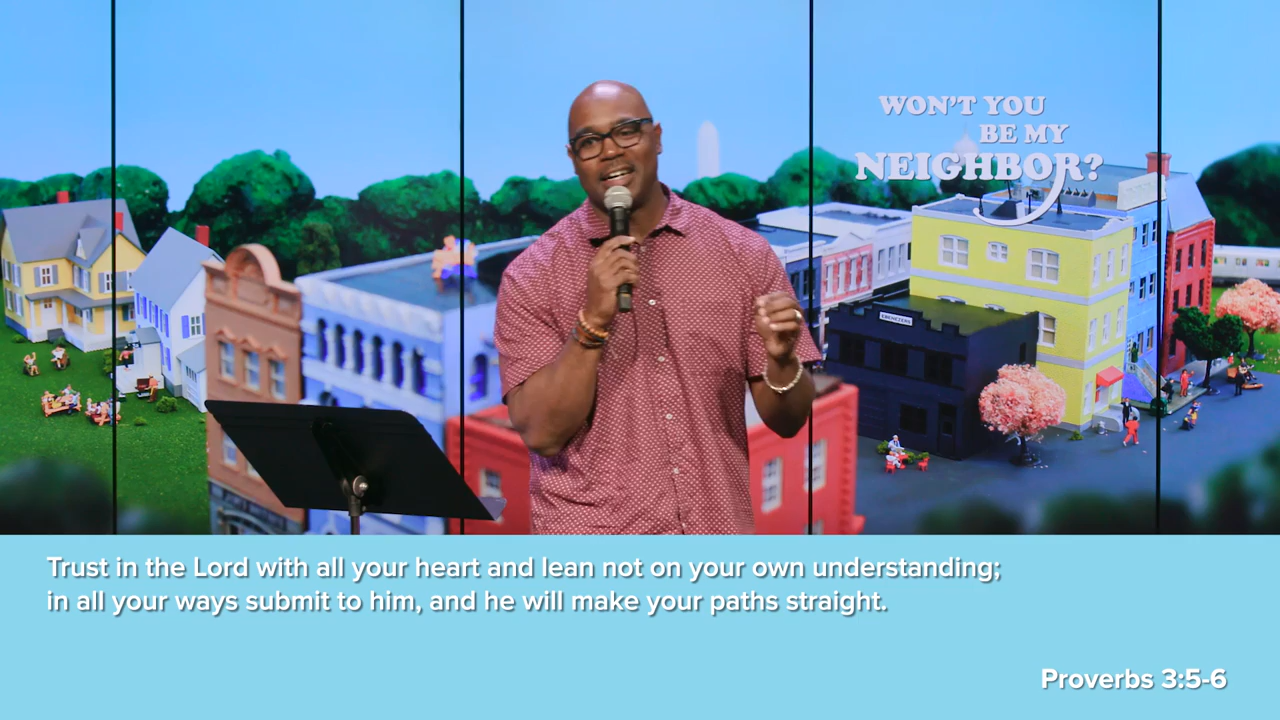 WON'T YOU
BE MY
NEIGHBOR?
EBENEZERS
Trust in the Lord with all your heart and lean not on your own understanding;
in all your ways submit to him, and he will make your paths straight.
Proverbs 3:5-6